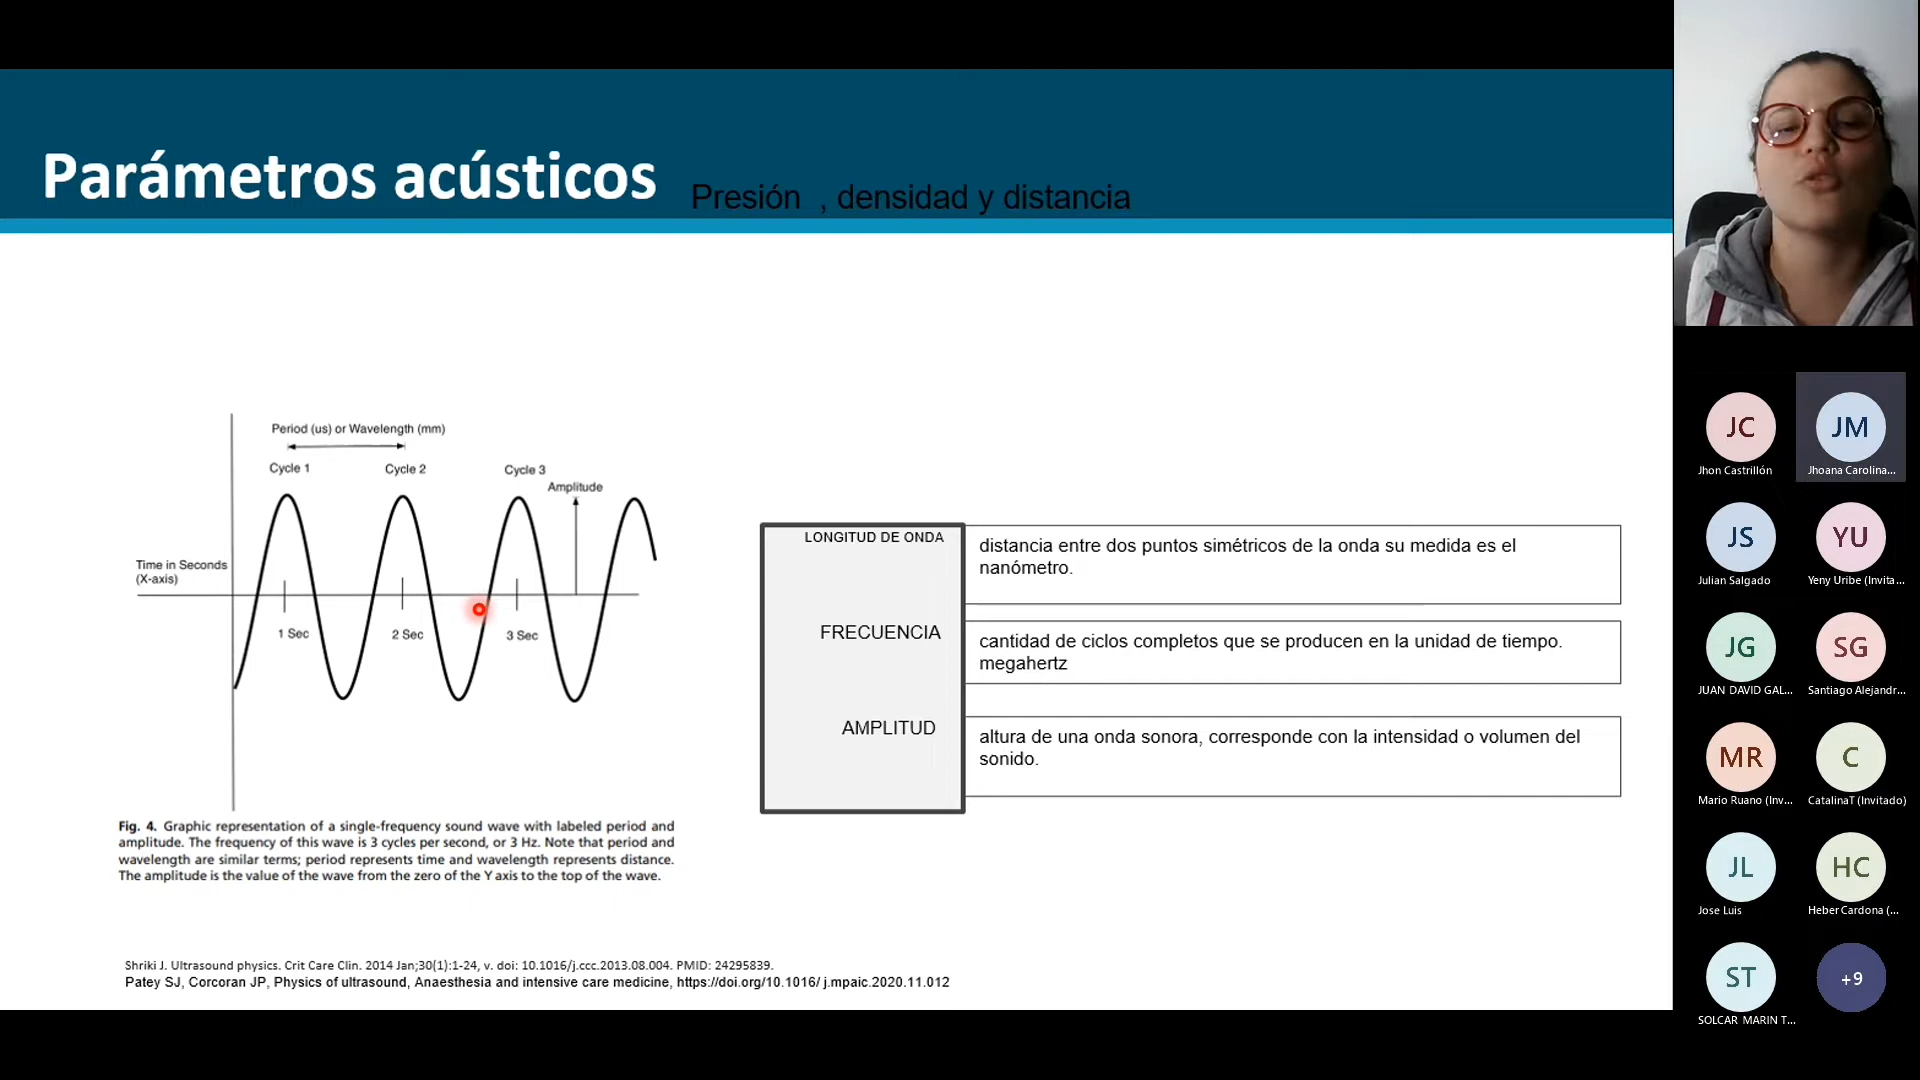 Parámetros acústicos
Presión , densidad y distancia
Period (us) or Wavelength (mm)
Cycle 1
Cycle 2
Cycle 3
Amplitude
Time in Seconds
(X-axis)
1 Sec
2 Sec
3 Sec
Fig. 4. Graphic representation of a single-frequency sound wave with labeled period and
amplitude. The frequency of this wave is 3 cycles per second, or 3 Hz. Note that period and
wavelength are similar terms; period represents time and wavelength represents distance.
The amplitude is the value of the wave from the zero of the Y axis to the top of the wave.
LONGITUD DE ONDA
distancia entre dos puntos simétricos de la onda su medida es el
nanómetro.
FRECUENCIA
cantidad de ciclos completos que se producen en la unidad de tiempo.
megahertz
AMPLITUD
altura de una onda sonora, corresponde con la intensidad o volumen del
sonido.
Shriki J. Ultrasound physics. Crit Care Clin. 2014 Jan;30(1):1-24, v. doi: 10.1016/j.ccc.2013.08.004. PMID: 24295839.
Patey SJ, Corcoran JP, Physics of ultrasound, Anaesthesia and intensive care medicine, https://doi.org/10.1016/ j.mpaic.2020.11.012
JC
Jhon Castrillón
JM
Jhoana Carolina...
JS
Julian Salgado
YU
Yeny Uribe (Invita...
JG
JUAN DAVID GAL...
SG
Santiago Alejandr...
MR
Mario Ruano (Inv...
C
CatalinaT (Invitado)
JL
Jose Luis
HC
Heber Cardona (...
ST
SOLCAR MARIN T...
+9